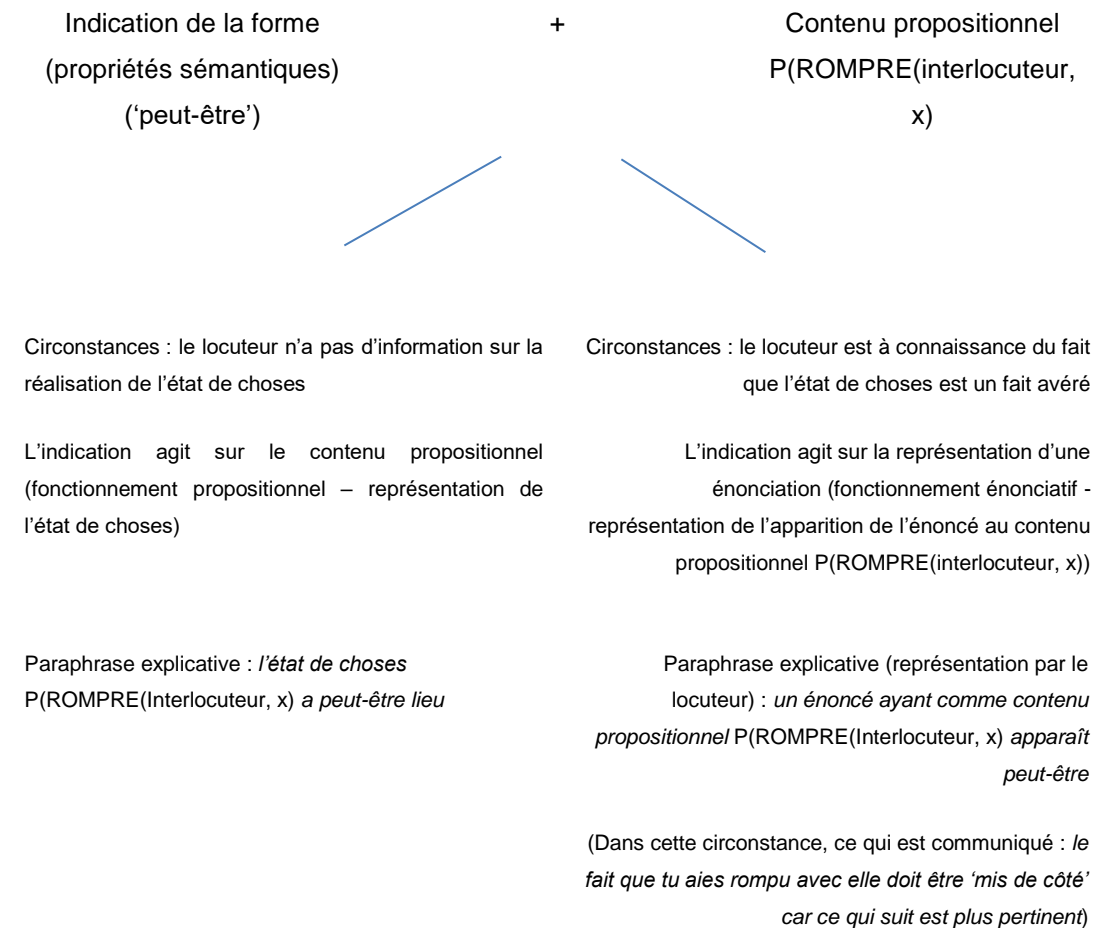 Indication de la forme
(propriétés sémantiques)
(‘peut-être’)
+
Contenu propositionnel
P(ROMPRE(interlocuteur,
x)
Circonstances : le locuteur n’a pas d’information sur la
réalisation de l’état de choses
L’indication agit sur le contenu propositionnel
(fonctionnement propositionnel – représentation de
l’état de choses)
Paraphrase explicative : l’état de choses
P(ROMPRE(Interlocuteur, x) a peut-être lieu
Circonstances : le locuteur est à connaissance du fait
que l’état de choses est un fait avéré
L’indication agit sur la représentation d’une
énonciation (fonctionnement énonciatif -
représentation de l’apparition de l’énoncé au contenu
propositionnel P(ROMPRE(interlocuteur, x))
Paraphrase explicative (représentation par le
locuteur) : un énoncé ayant comme contenu
propositionnel P(ROMPRE(Interlocuteur, x) apparaît
peut-être
(Dans cette circonstance, ce qui est communiqué : le
fait que tu aies rompu avec elle doit être ‘mis de côté’
car ce qui suit est plus pertinent)